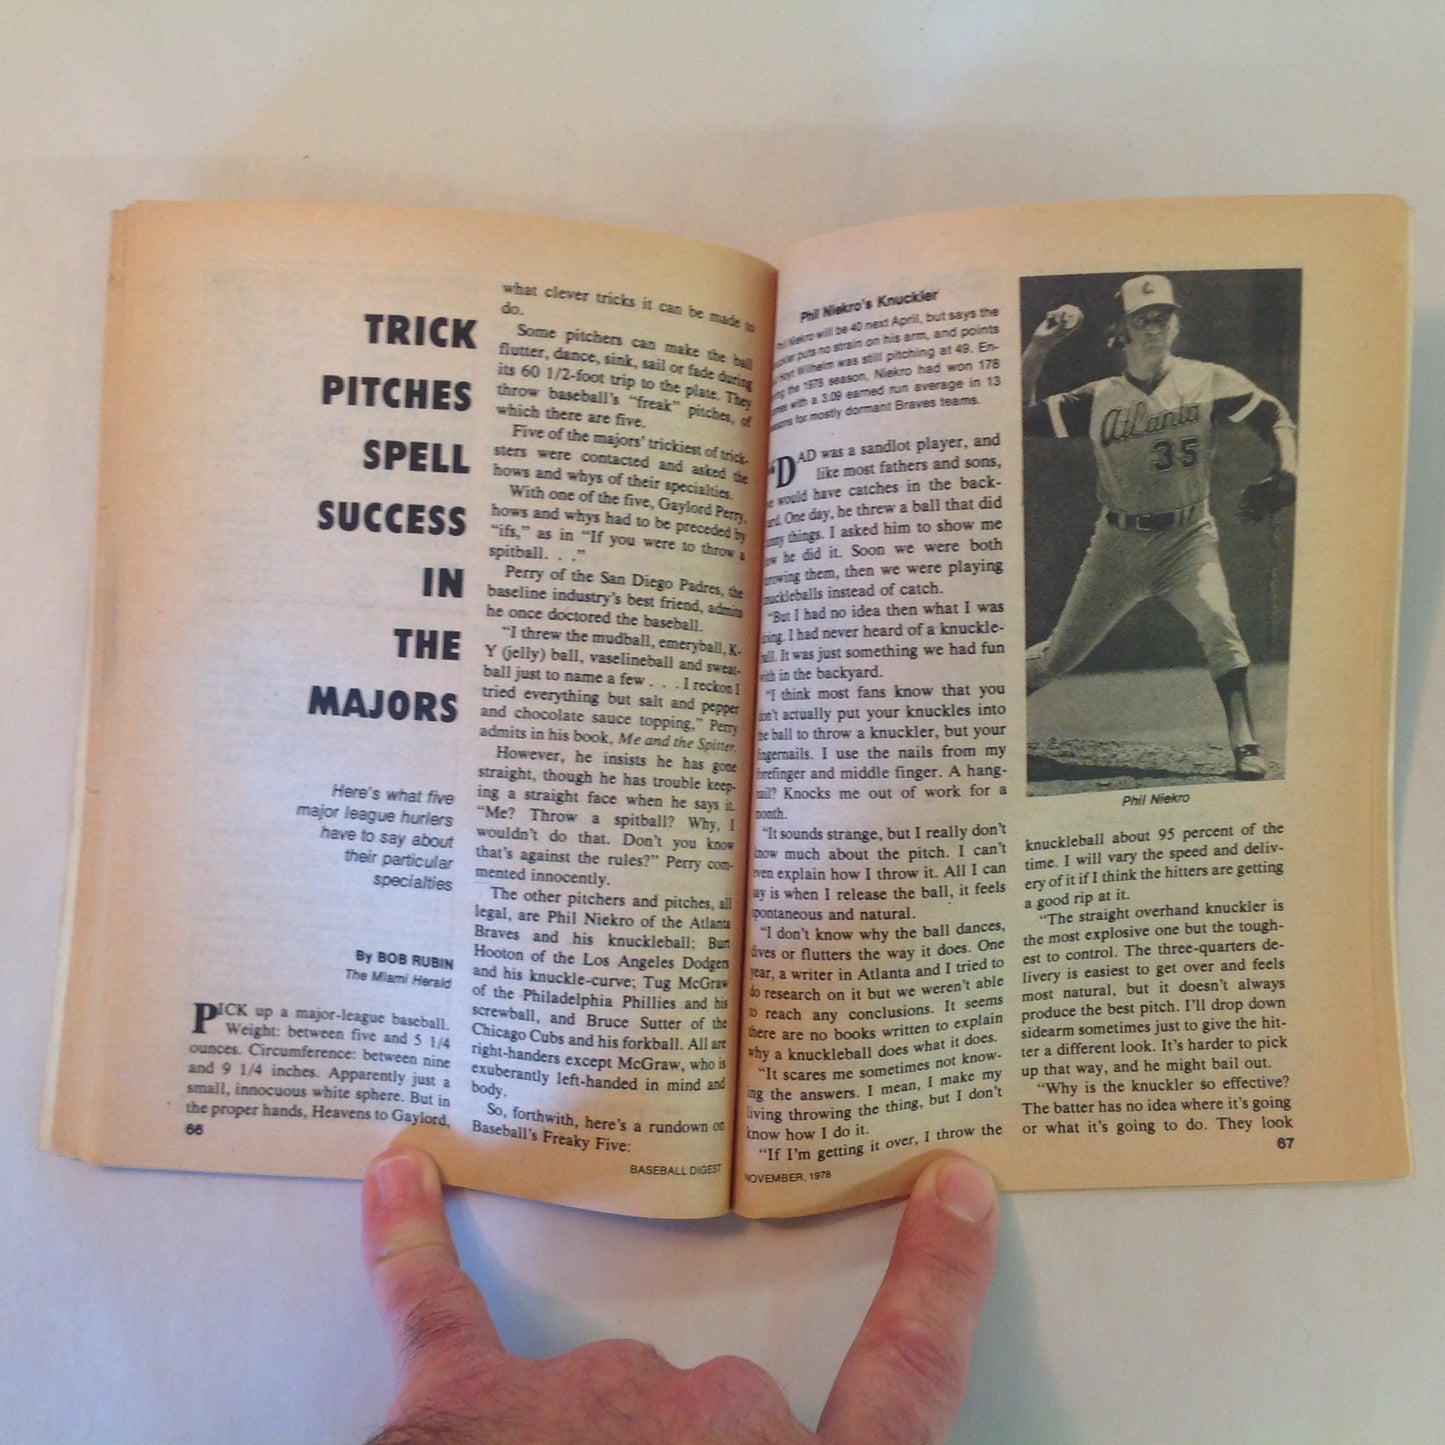 TRICK
PITCHES
SPELL
SUCCESS
IN
THE
MAJORS
Here's what five
major league hurlers
have to say about
their particular
specialties
By BOB RUBIN
The Miami Herald
PICK up a major-league baseball.
Weight: between five and 5 1/4
ounces. Circumference: between nine
and 9 1/4 inches. Apparently just a
small, innocuous white sphere. But in
the proper hands, Heavens to Gaylord,
66
what clever tricks it can be made to
do.
Some pitchers can make the ball
flutter, dance, sink, sail or fade during
its 60 1/2-foot trip to the plate. They
throw baseball's "freak" pitches, of
which there are five.
Five of the majors' trickiest of trick-
sters were contacted and asked the
hows and whys of their specialties.
With one of the five, Gaylord Perry,
hows and whys had to be preceded by
"ifs," as in "If you were to throw a
spitball. . ."
Perry of the San Diego Padres, the
baseline industry's best friend, admits
he once doctored the baseball.
"I threw the mudball, emeryball, K-
Y (jelly) ball, vaselineball and sweat-
ball just to name a few . . . I reckon I
tried everything but salt and pepper
and chocolate sauce topping," Perry
admits in his book, Me and the Spitter.
However, he insists he has gone
straight, though he has trouble keep-
ing a straight face when he says it.
"Me? Throw a spitball? Why, I
wouldn't do that. Don't you know
that's against the rules?" Perry com-
mented innocently.
The other pitchers and pitches, all
legal, are Phil Niekro of the Atlanta
Braves and his knuckleball; Burt
Hooton of the Los Angeles Dodgers
and his knuckle-curve; Tug McGraw
of the Philadelphia Phillies and his
screwball, and Bruce Sutter of the
Chicago Cubs and his forkball. All are
right-handers except McGraw, who is
exuberantly left-handed in mind and
body.
So, forthwith, here's a rundown on
Baseball's Freaky Five:
BASEBALL DIGEST
Phil Niekro's Knuckler
Niekro will be 40 next April, but says the
puts no strain on his arm, and points
Hoyt Wilhelm was still pitching at 49. En-
the 1978 season, Niekro had won 178
with a 3.09 earned run average in 13
for mostly dormant Braves teams.
"DAD was a sandlot player, and
like most fathers and sons,
would have catches in the back-
One day, he threw a ball that did
things. I asked him to show me
he did it. Soon we were both
them, then we were playing
instead of catch.
"But I had no idea then what I was
I had never heard of a knuckle-
It was just something we had fun
in the backyard.
"I think most fans know that you
actually put your knuckles into
ball to throw a knuckler, but your
I use the nails from my
and middle finger. A hang-
Knocks me out of work for a
month.
"It sounds strange, but I really don't
much about the pitch. I can't
even explain how I throw it. All I can
is when I release the ball, it feels
spontaneous and natural.
"I don't know why the ball dances,
dives or flutters the way it does. One
year, a writer in Atlanta and I tried to
do research on it but we weren't able
to reach any conclusions. It seems
there are no books written to explain
why a knuckleball does what it does.
"It scares me sometimes not know-
ing the answers. I mean, I make my
living throwing the thing, but I don't
know how I do it.
"If I'm getting it over, I throw the
NOVEMBER, 1978
Atlanta
35
Phil Niekro
knuckleball about 95 percent of the
time. I will vary the speed and deliv-
ery of it if I think the hitters are getting
a good rip at it.
"The straight overhand knuckler is
the most explosive one but the tough-
est to control. The three-quarters de-
livery is easiest to get over and feels
most natural, but it doesn't always
produce the best pitch. I'll drop down
sidearm sometimes just to give the hit-
ter a different look. It's harder to pick
up that way, and he might bail out.
"Why is the knuckler so effective?
The batter has no idea where it's going
or what it's going to do. They look
67